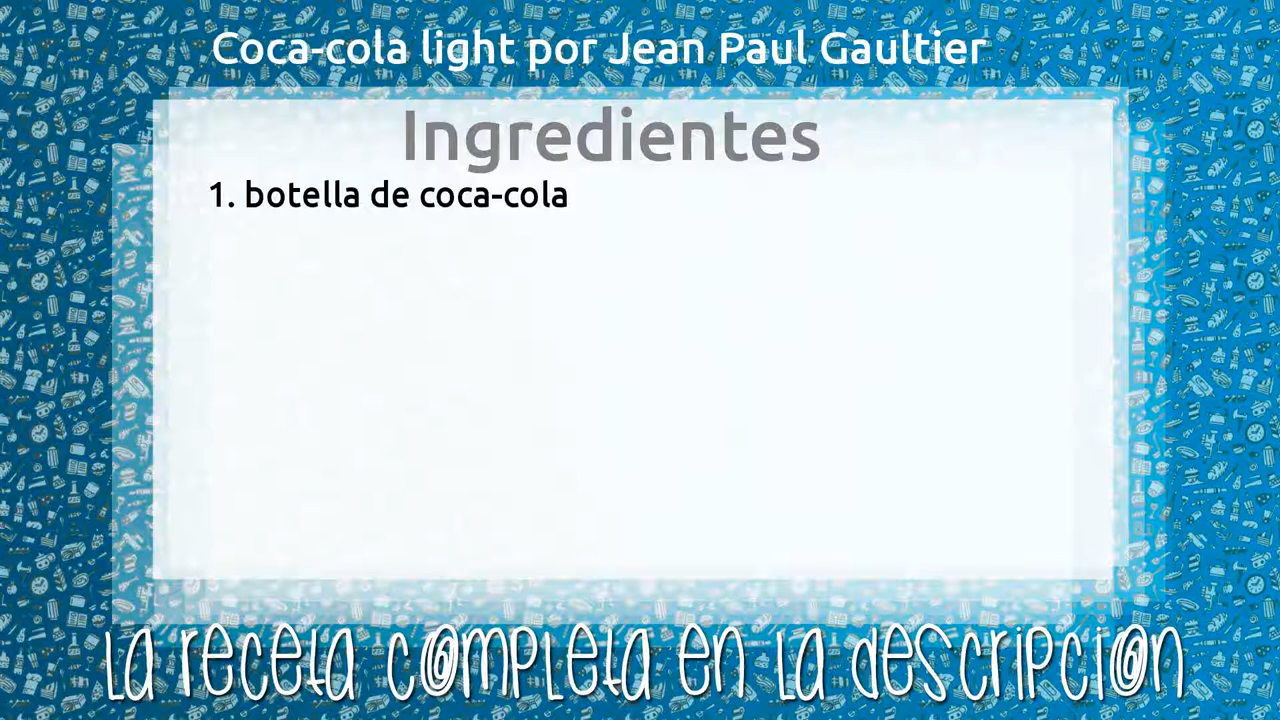 Coca-cola light por Jean Paul Gaultier
Ingredientes
1. botella de coca-cola
La receta completa en la descripcion